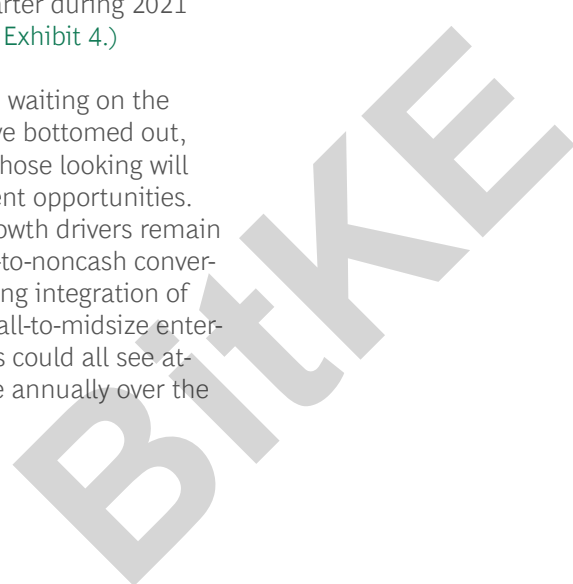 arter during 2021
Exhibit 4.)
waiting on the
ve bottomed out,
hose looking will
ent opportunities.
owth drivers remain
-to-noncash conver-
ng integration of
all-to-midsize enter-
s could all see at-
e annually over the
BitKE